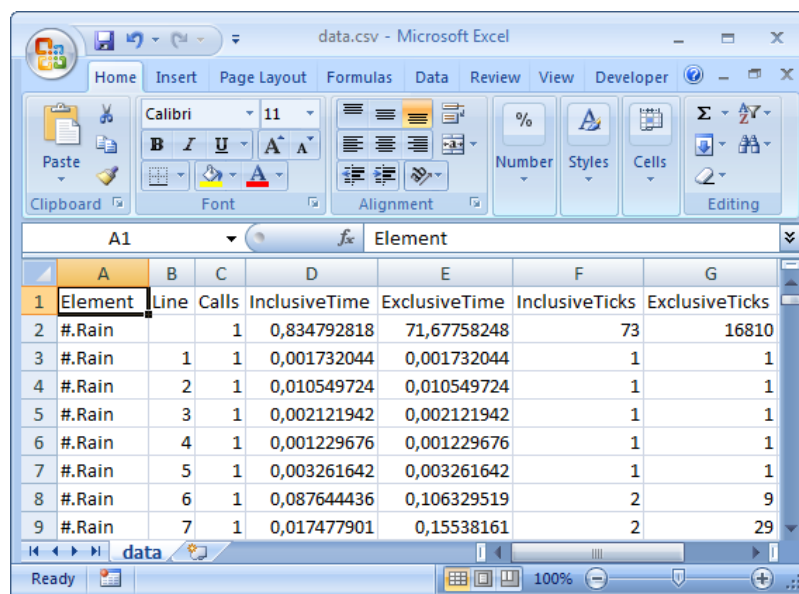 data.csv - Microsoft Excel
Home Insert Page Layout Formulas Data Review View Developer
Calibri 11
Paste B I U A A % Number Styles Cells Σ
Clipboard Font Alignment Editing
A1 fx Element
A B C D E F G
1 Element Line Calls InclusiveTime ExclusiveTime InclusiveTicks ExclusiveTicks
2 #.Rain 1 0,834792818 71,67758248 73 16810
3 #.Rain 1 1 0,001732044 0,001732044 1 1
4 #.Rain 2 1 0,010549724 0,010549724 1 1
5 #.Rain 3 1 0,002121942 0,002121942 1 1
6 #.Rain 4 1 0,001229676 0,001229676 1 1
7 #.Rain 5 1 0,003261642 0,003261642 1 1
8 #.Rain 6 1 0,087644436 0,106329519 2 9
9 #.Rain 7 1 0,017477901 0,15538161 2 29
data
Ready 100%